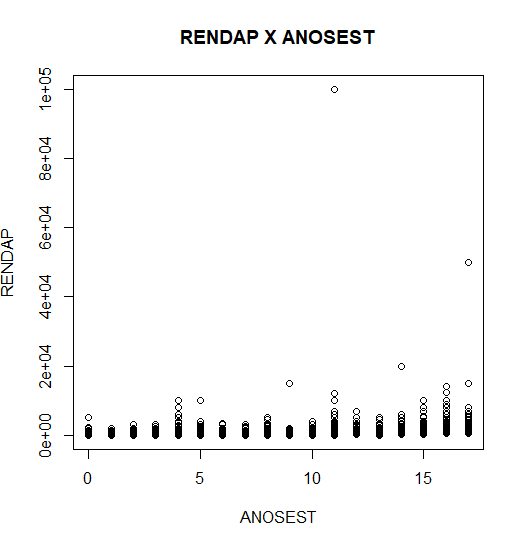 RENDAP X ANOSEST
RENDAP
1e+05
8e+04
6e+04
4e+04
2e+04
0e+00
0 5 10 15
ANOSEST